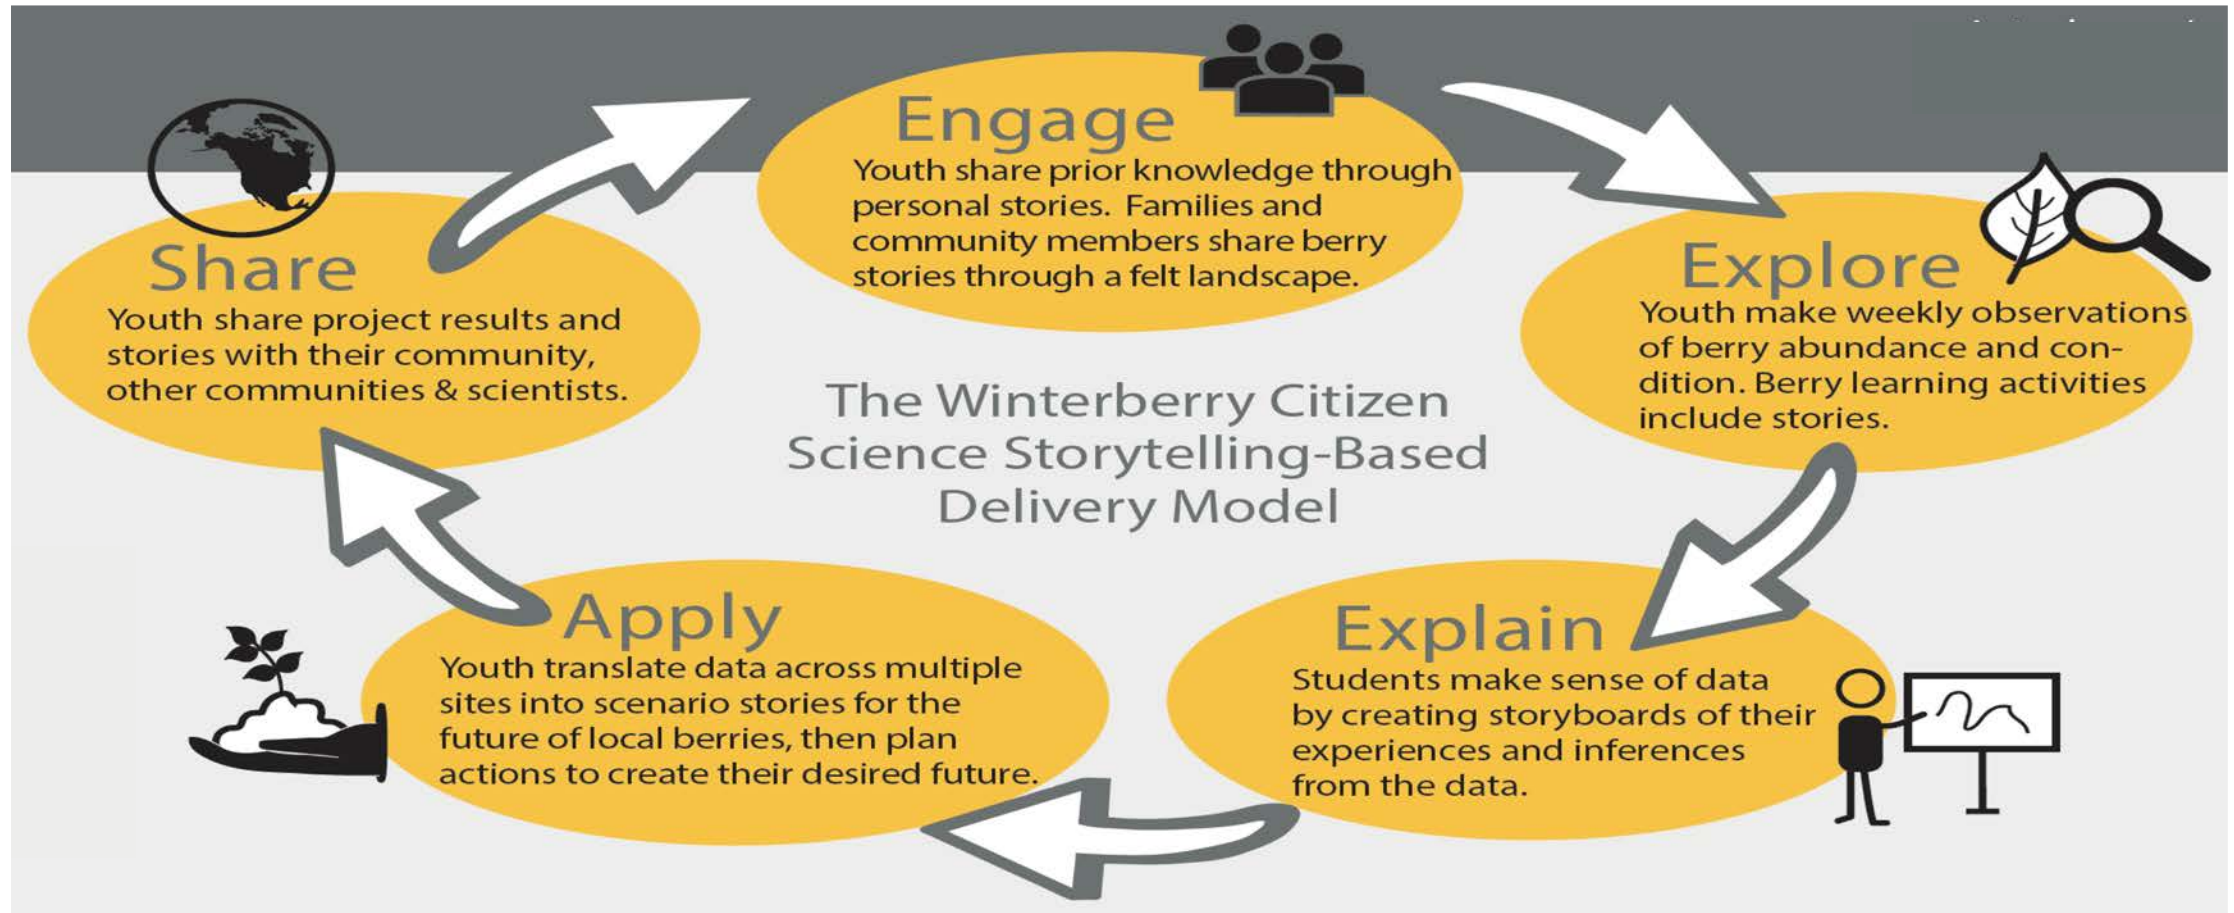 Engage
Youth share prior knowledge through
personal stories. Families and
community members share berry
stories through a felt landscape.
Explore
Youth make weekly observations
of berry abundance and con-
dition. Berry learning activities
include stories.
Explain
Students make sense of data
by creating storyboards of their
experiences and inferences
from the data.
Apply
Youth translate data across multiple
sites into scenario stories for the
future of local berries, then plan
actions to create their desired future.
Share
Youth share project results and
stories with their community,
other communities & scientists.
The Winterberry Citizen
Science Storytelling-Based
Delivery Model